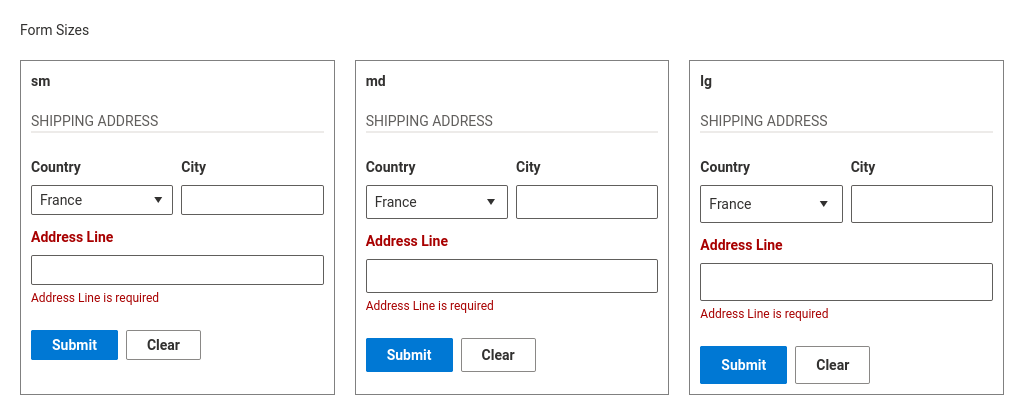 Form Sizes
sm
SHIPPING ADDRESS
Country City
France
Address Line
Address Line is required
Submit Clear
md
SHIPPING ADDRESS
Country City
France
Address Line
Address Line is required
Submit Clear
lg
SHIPPING ADDRESS
Country City
France
Address Line
Address Line is required
Submit Clear